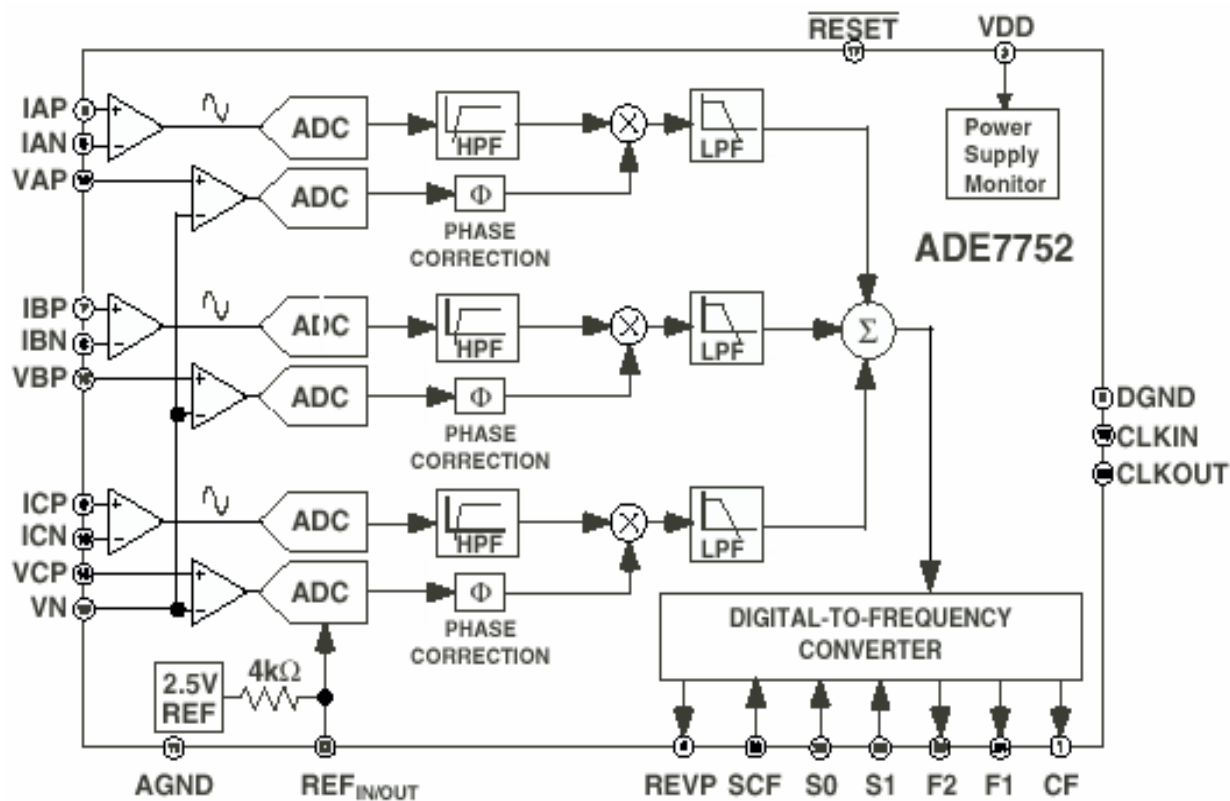 RESET
VDD
IAP
IAN
VAP
ADC
HPF
LPF
ADC
Φ
PHASE
CORRECTION
Power
Supply
Monitor
ADE7752
IBP
IBN
VBP
ADC
HPF
LPF
Σ
ADC
Φ
PHASE
CORRECTION
DGND
CLKIN
CLKOUT
ICP
ICN
VCP
VN
ADC
HPF
LPF
ADC
Φ
PHASE
CORRECTION
DIGITAL-TO-FREQUENCY
CONVERTER
2.5V
REF
4kΩ
AGND
REFIN/OUT
REVP
SCF
S0
S1
F2
F1
CF